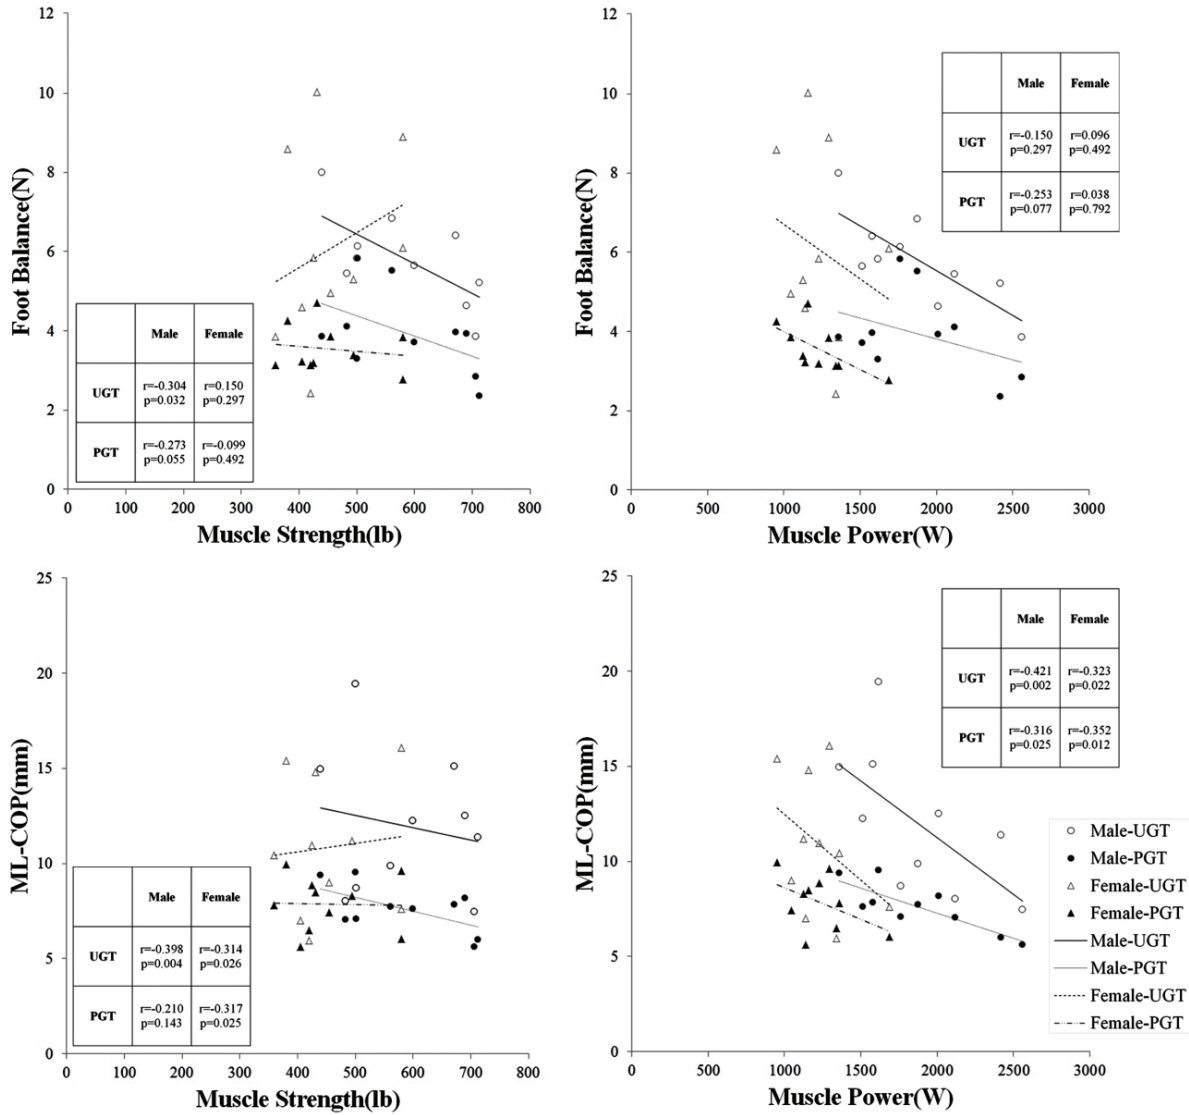 12
10
8
6
4
2
0
Foot Balance(N)
Male Female
UGT r=-0.304 r=0.150
p=0.032 p=0.297
PGT r=-0.273 r=-0.099
p=0.055 p=0.492
0 100 200 300 400 500 600 700 800
Muscle Strength(lb)
12
10
8
6
4
2
0
Foot Balance(N)
Male Female
UGT r=-0.150 r=0.096
p=0.297 p=0.492
PGT r=-0.253 r=0.038
p=0.077 p=0.792
0 500 1000 1500 2000 2500 3000
Muscle Power(W)
25
20
15
10
5
0
ML-COP(mm)
Male Female
UGT r=-0.398 r=-0.314
p=0.004 p=0.026
PGT r=-0.210 r=-0.317
p=0.143 p=0.025
0 100 200 300 400 500 600 700 800
Muscle Strength(lb)
25
20
15
10
5
0
ML-COP(mm)
Male Female
UGT r=-0.421 r=-0.323
p=0.002 p=0.022
PGT r=-0.316 r=-0.352
p=0.025 p=0.012
Male-UGT
Male-PGT
Female-UGT
Female-PGT
Male-UGT
Male-PGT
Female-UGT
Female-PGT
0 500 1000 1500 2000 2500 3000
Muscle Power(W)